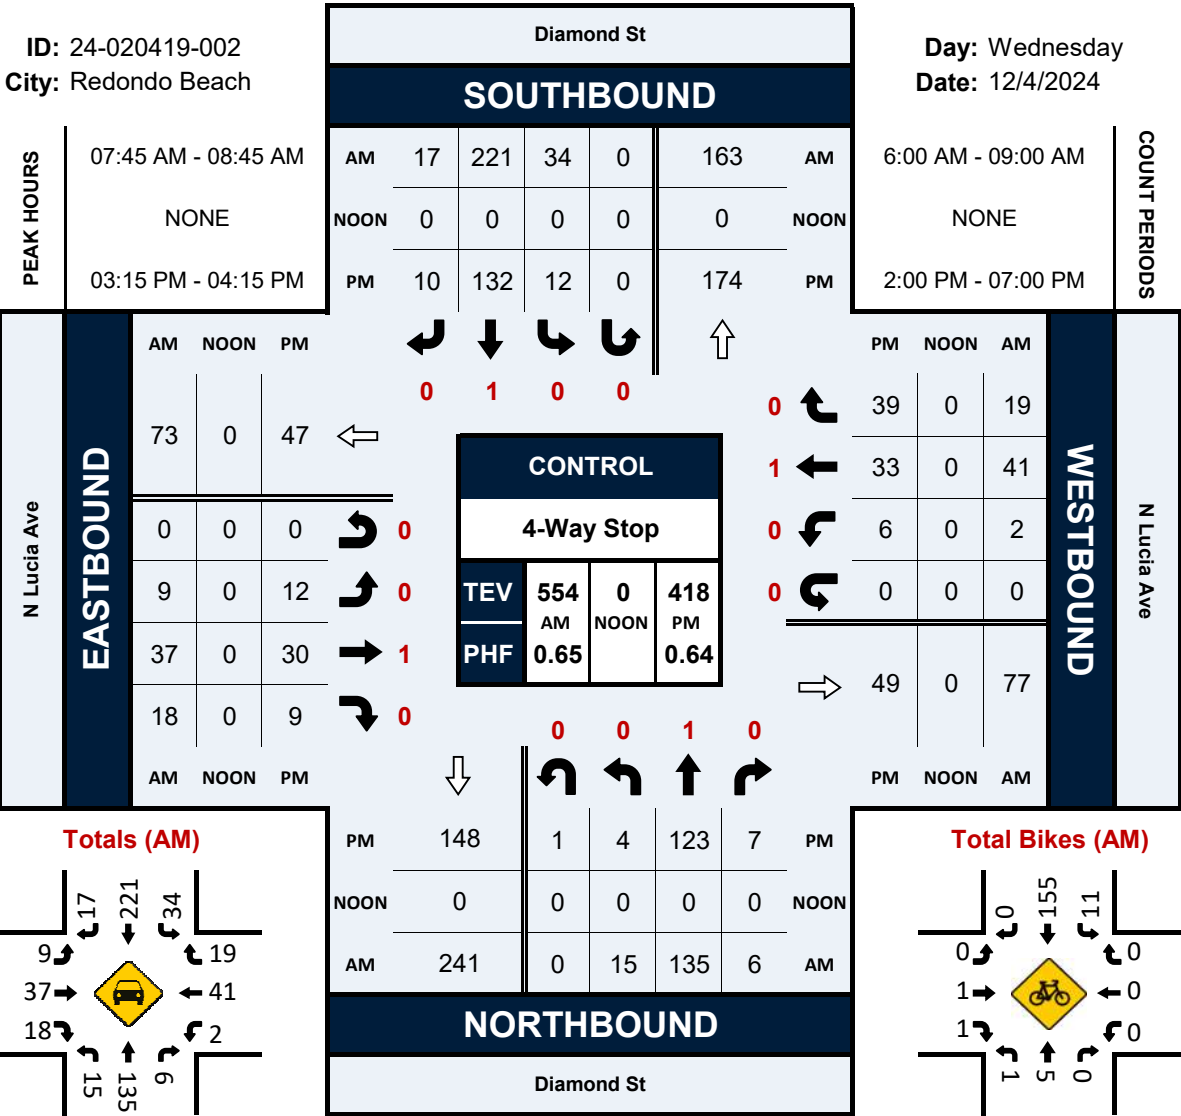 Diamond St
ID: 24-020419-002
City: Redondo Beach
Day: Wednesday
Date: 12/4/2024
SOUTHBOUND
PEAK HOURS
07:45 AM - 08:45 AM
NONE
03:15 PM - 04:15 PM
AM 17 221 34 0 163 AM
NOON 0 0 0 0 0 NOON
PM 10 132 12 0 174 PM
6:00 AM - 09:00 AM
NONE
2:00 PM - 07:00 PM
COUNT PERIODS
0 1 0 0
N Lucia Ave
EASTBOUND
AM NOON PM
73 0 47
0 0 0 0
9 0 12 0
37 0 30 1
18 0 9 0
AM NOON PM
CONTROL
4-Way Stop
TEV 554 0 418
AM NOON PM
PHF 0.65 0.64
PM NOON AM
0 39 0 19
1 33 0 41
0 6 0 2
0 0 0 0
49 0 77
PM NOON AM
WESTBOUND
N Lucia Ave
0 0 1 0
PM 148 1 4 123 7 PM
NOON 0 0 0 0 0 NOON
AM 241 0 15 135 6 AM
NORTHBOUND
Diamond St
Totals (AM)
17 221 34
9 19
37 41
18 2
15 135 6
Total Bikes (AM)
0 155 11
0 0
1 0
1 0
1 5 0